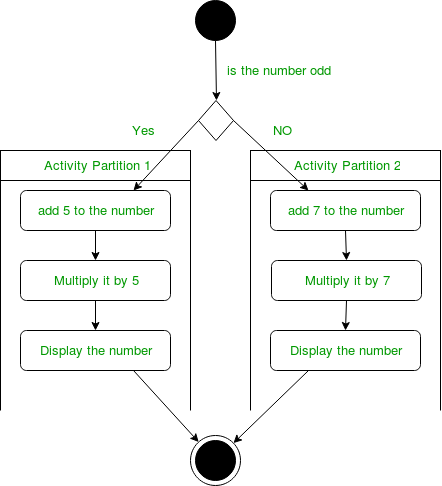 is the number odd
Yes
NO
Activity Partition 1
add 5 to the number
Multiply it by 5
Display the number
Activity Partition 2
add 7 to the number
Multiply it by 7
Display the number